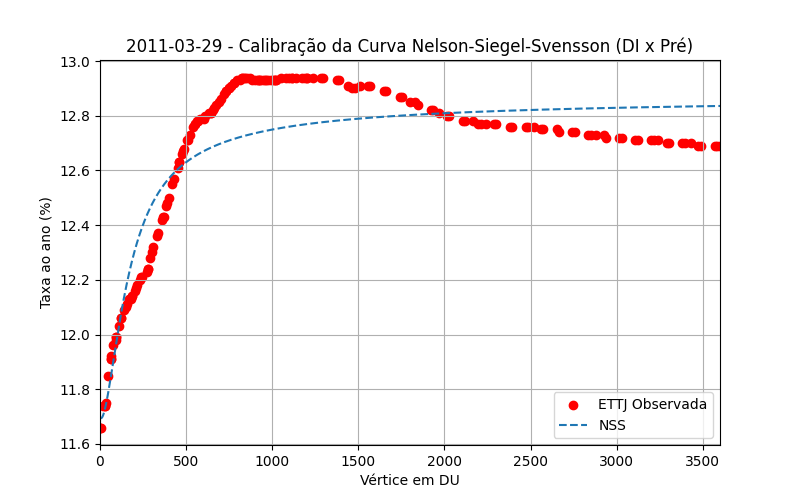 2011-03-29 - Calibração da Curva Nelson-Siegel-Svensson (DI x Pré)
Taxa ao ano (%)
13.0
12.8
12.6
12.4
12.2
12.0
11.8
11.6
0 500 1000 1500 2000 2500 3000 3500
Vértice em DU
ETTJ Observada
NSS